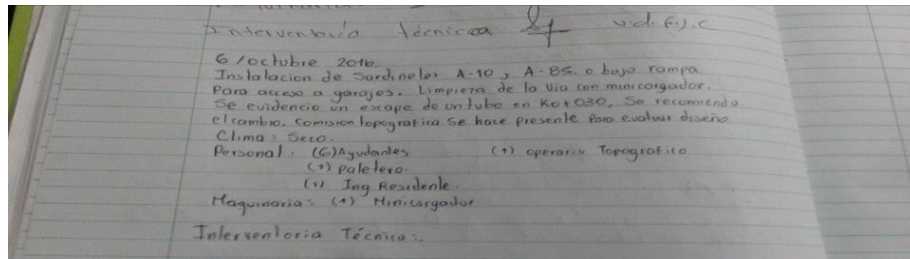 Interventoria técnica u.d.f.j.c
6/octubre 2016.
Instalacion de Sardineles A-10 y A-85. o bajo rampa
Para acceso a garajes. Limpieza de la via con minicargador.
Se evidencio un escape de un tubo en K0+030, Se recomienda
el cambio, comision topografica se hace presente para evaluar diseño.
Clima: Seco.
Personal: (6) Ayudantes (1) operario Topografico
(1) paletero.
(1) Ing Residente.
Maquinaria: (1) Minicargador
Interventoria Técnica:.